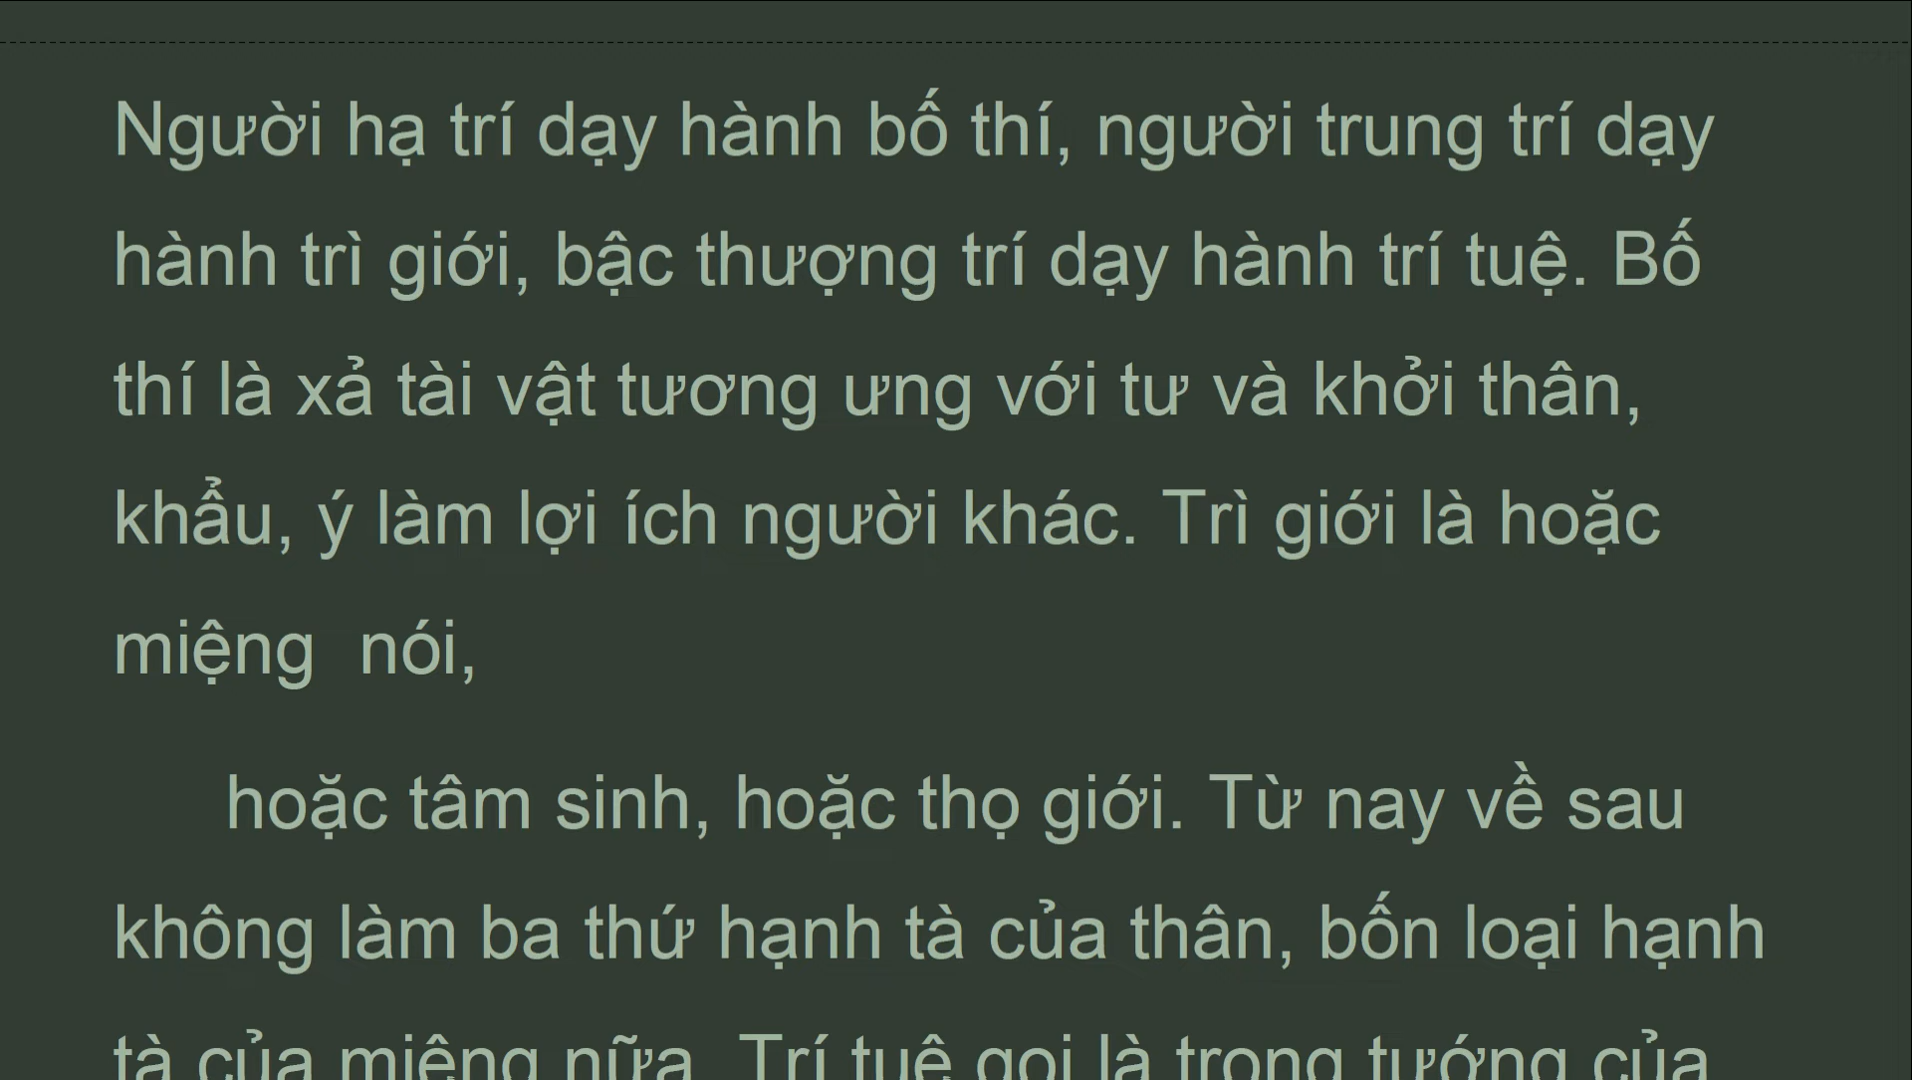 Người hạ trí dạy hành bố thí, người trung trí dạy
hành trì giới, bậc thượng trí dạy hành trí tuệ. Bố
thí là xả tài vật tương ưng với tư và khởi thân,
khẩu, ý làm lợi ích người khác. Trì giới là hoặc
miệng  nói,
hoặc tâm sinh, hoặc thọ giới. Từ nay về sau
không làm ba thứ hạnh tà của thân, bốn loại hạnh
tà của miệng nữa. Trí tuệ gọi là trong tướng của